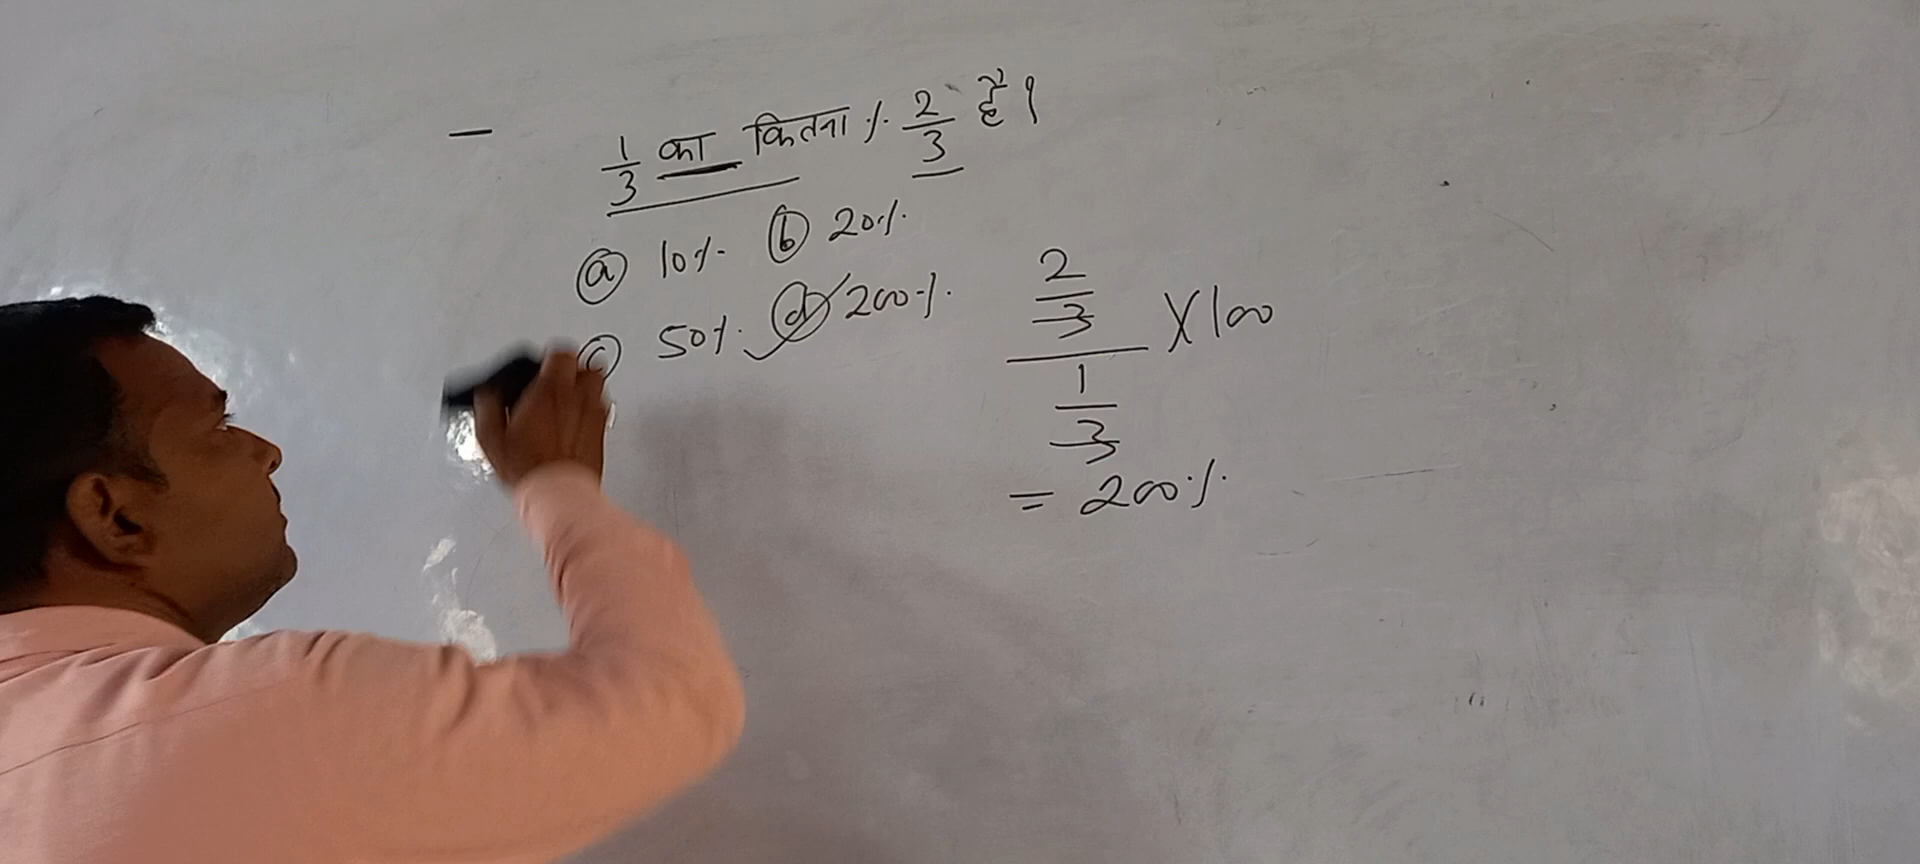 1/3 का कितना % 2/3 है।
(a) 10% (b) 20%
(c) 50% (d) 200%
(2/3)/(1/3) X 100
= 200%